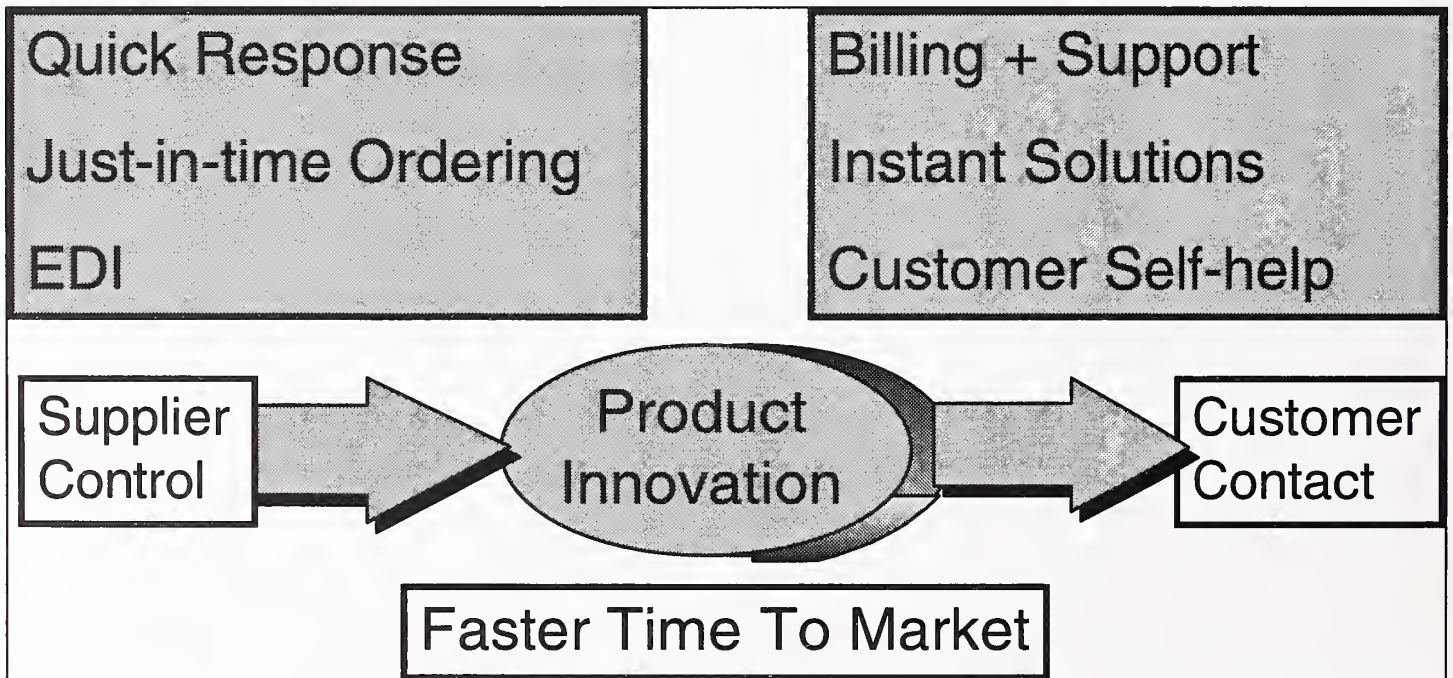 Quick Response
Just-in-time Ordering
EDI
Billing + Support
Instant Solutions
Customer Self-help
Supplier
Control
Product
Innovation
Customer
Contact
Faster Time To Market